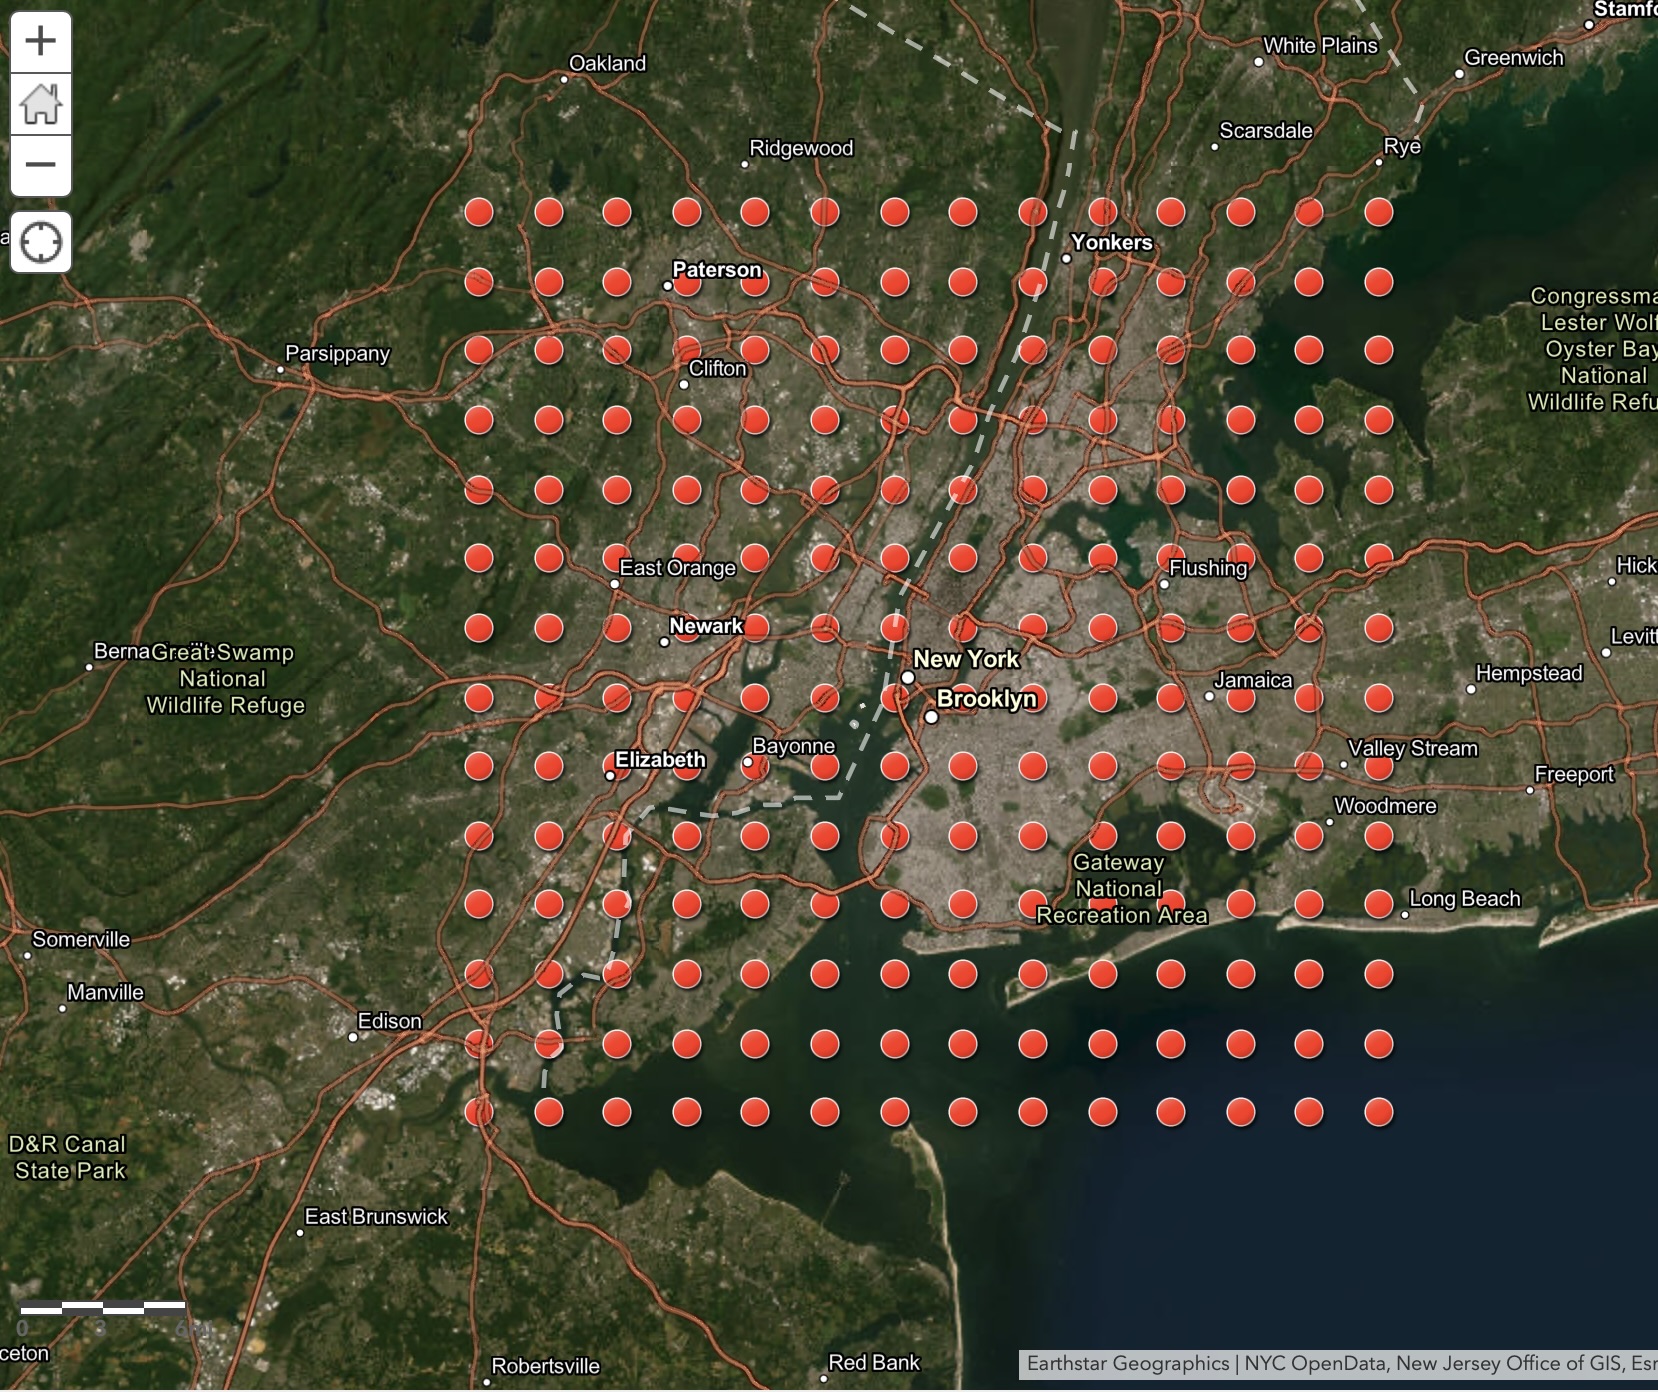 Stamfo
White Plains
Greenwich
Oakland
Scarsdale
Ridgewood
Rye
Yonkers
Paterson
Congressma
Lester Wolf
Oyster Bay
National
Wildlife Refu
Parsippany
Clifton
East Orange
Flushing
Hick
Newark
Levitt
Berna
Great Swamp
National
Wildlife Refuge
New York
Hempstead
Jamaica
Brooklyn
Bayonne
Valley Stream
Elizabeth
Freeport
Woodmere
Gateway
National
Recreation Area
Long Beach
Somerville
Manville
Edison
D&R Canal
State Park
East Brunswick
0 3 6mi
ceton
Robertsville
Red Bank
Earthstar Geographics | NYC OpenData, New Jersey Office of GIS, Esr